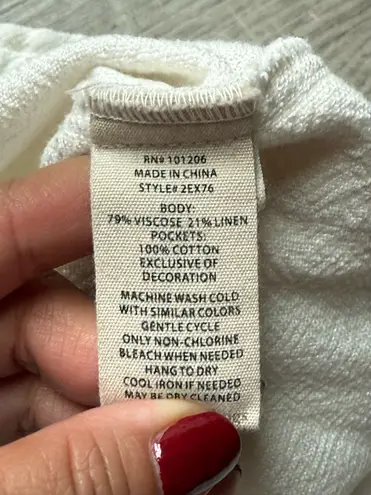 RN# 101206
MADE IN CHINA
STYLE# 2EX76
BODY:
79% VISCOSE 21% LINEN
POCKETS:
100% COTTON
EXCLUSIVE OF
DECORATION
MACHINE WASH COLD
WITH SIMILAR COLORS
GENTLE CYCLE
ONLY NON-CHLORINE
BLEACH WHEN NEEDED
HANG TO DRY
COOL IRON IF NEEDED
MAY BE DRY CLEANED